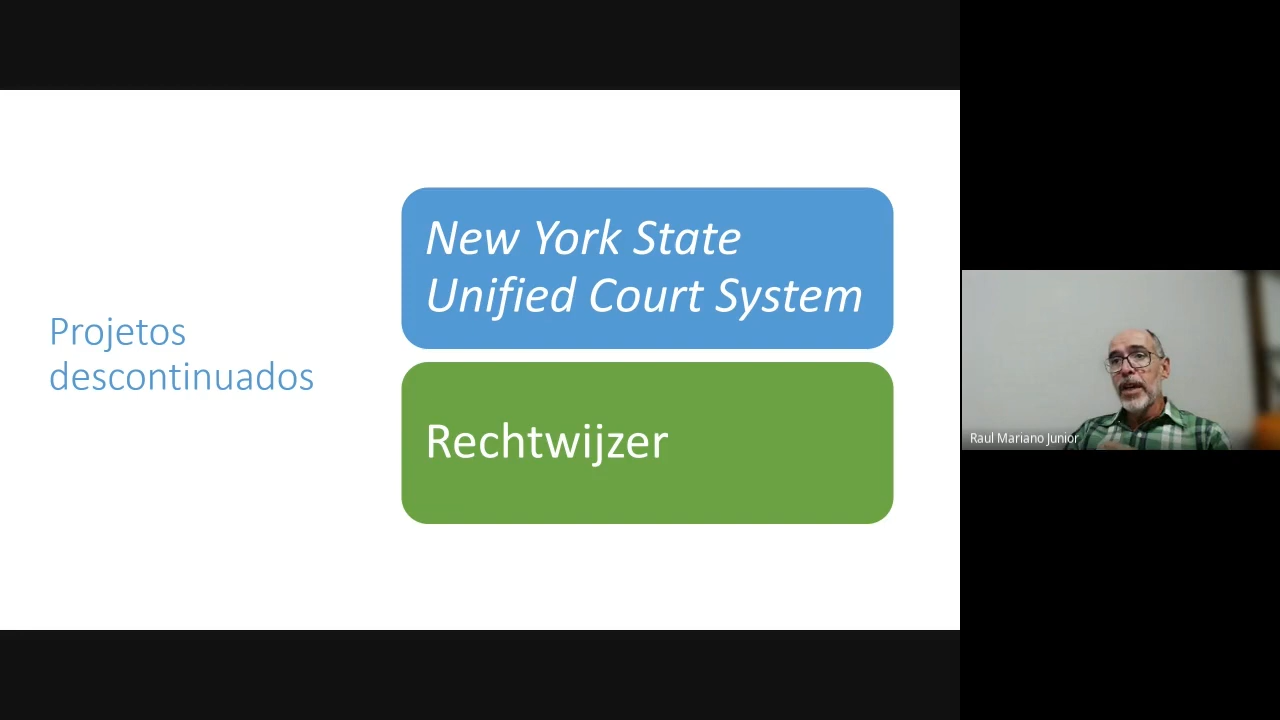 Projetos
descontinuados
New York State
Unified Court System
Rechtwijzer
Raul Mariano Junior